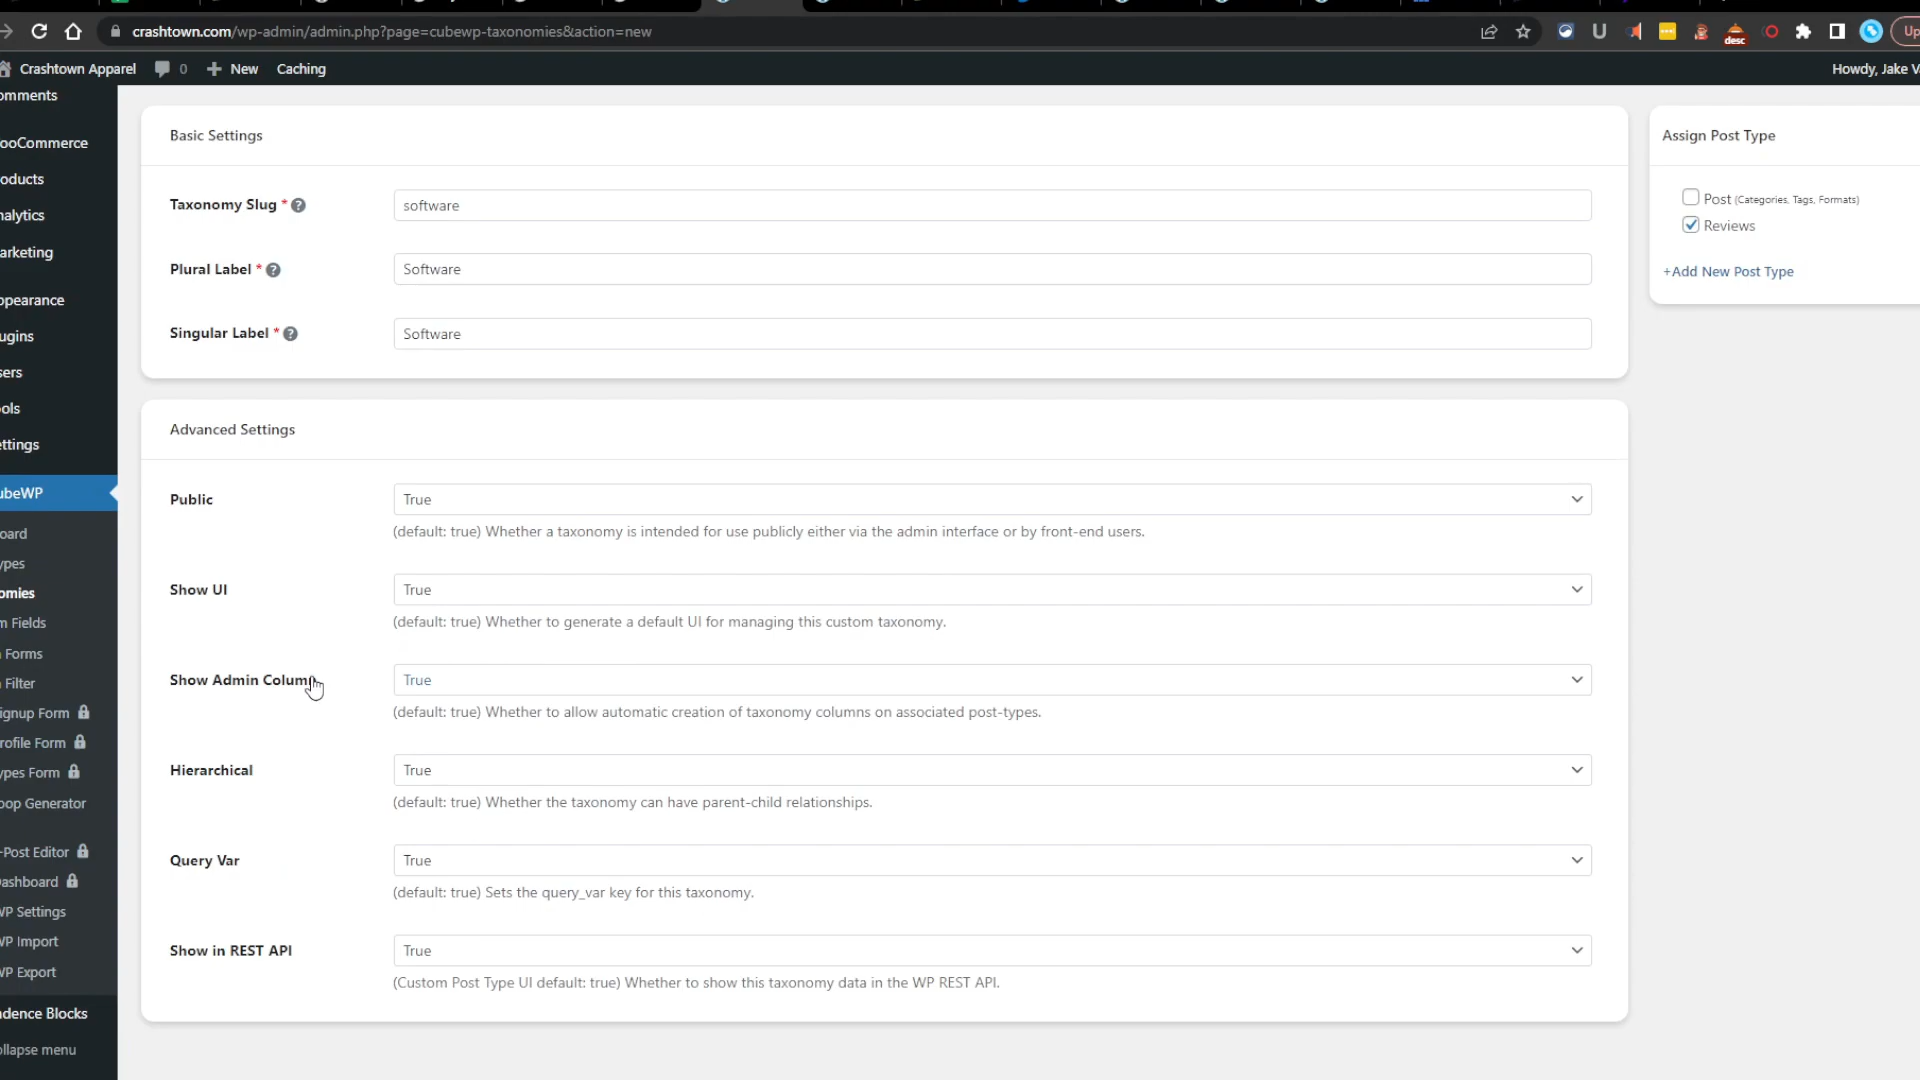 crashtown.com/wp-admin/admin.php?page=cubewp-taxonomies&action=new
desc
Up
Crashtown Apparel
0
New
Caching
Howdy, Jake V
omments
ooCommerce
oducts
nalytics
arketing
ppearance
ugins
sers
ols
ettings
ubeWP
oard
ypes
omies
m Fields
Forms
Filter
ignup Form
rofile Form
ypes Form
oop Generator
-Post Editor
ashboard
VP Settings
VP Import
VP Export
adence Blocks
ollapse menu
Basic Settings
Taxonomy Slug * ?
software
Plural Label * ?
Software
Singular Label * ?
Software
Advanced Settings
Public
True
(default: true) Whether a taxonomy is intended for use publicly either via the admin interface or by front-end users.
Show UI
True
(default: true) Whether to generate a default UI for managing this custom taxonomy.
Show Admin Column
True
(default: true) Whether to allow automatic creation of taxonomy columns on associated post-types.
Hierarchical
True
(default: true) Whether the taxonomy can have parent-child relationships.
Query Var
True
(default: true) Sets the query_var key for this taxonomy.
Show in REST API
True
(Custom Post Type UI default: true) Whether to show this taxonomy data in the WP REST API.
Assign Post Type
Post (Categories, Tags, Formats)
Reviews
+Add New Post Type